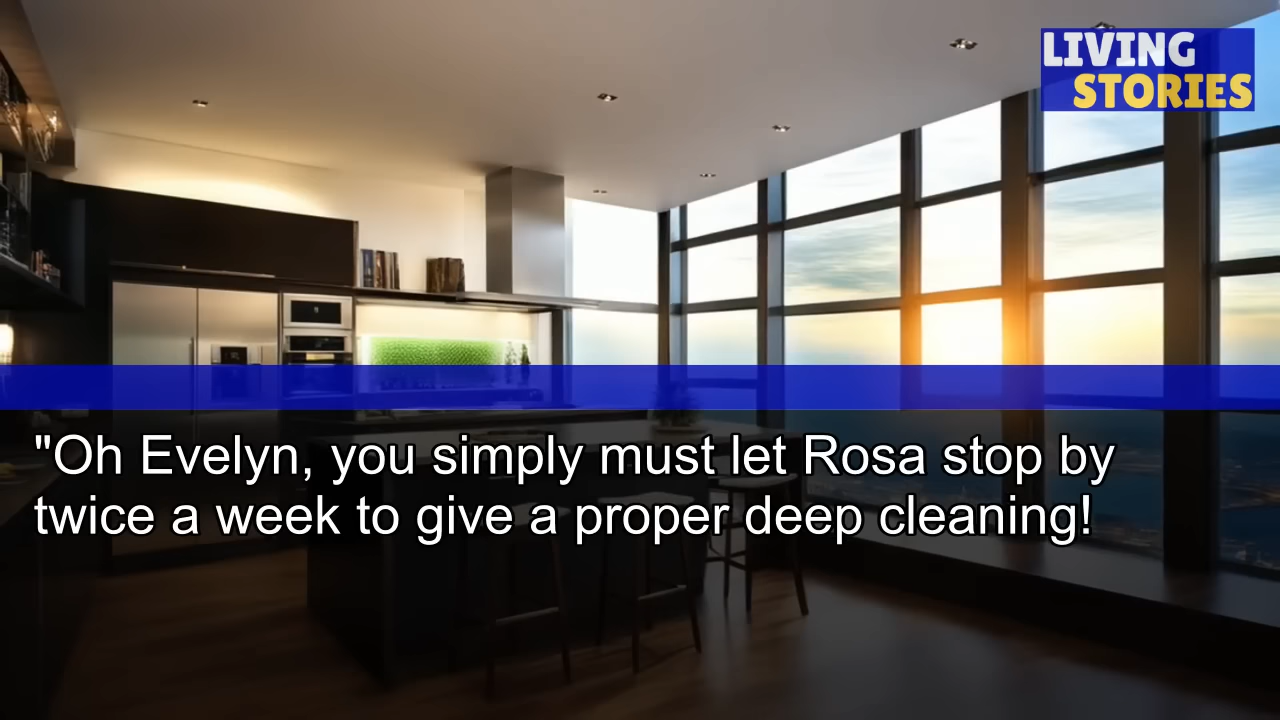 LIVING
STORIES
"Oh Evelyn, you simply must let Rosa stop by
twice a week to give a proper deep cleaning!